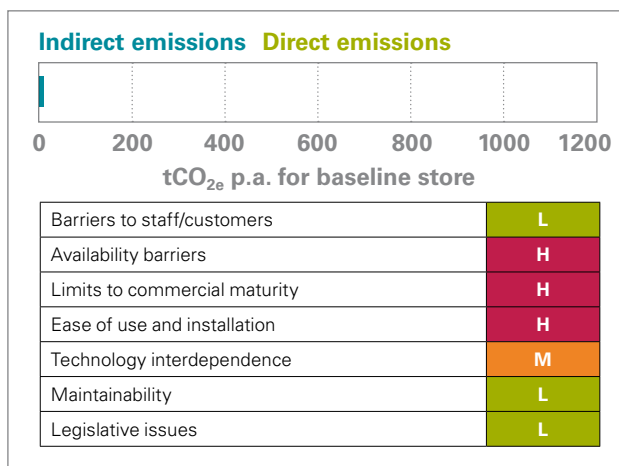 Indirect emissions Direct emissions
0 200 400 600 800 1000 1200
tCO2e p.a. for baseline store
Barriers to staff/customers L
Availability barriers H
Limits to commercial maturity H
Ease of use and installation H
Technology interdependence M
Maintainability L
Legislative issues L